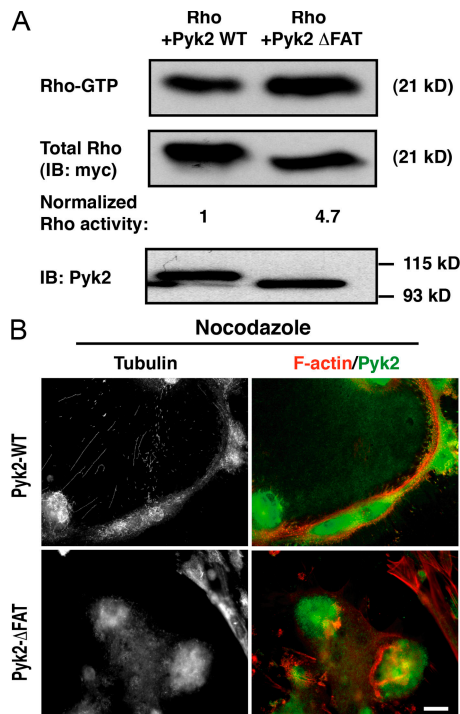 A
Rho
+Pyk2 WT
Rho
+Pyk2 ΔFAT
Rho-GTP
(21 kD)
Total Rho
(IB: myc)
(21 kD)
Normalized
Rho activity:
1
4.7
IB: Pyk2
115 kD
93 kD
B
Nocodazole
Tubulin
F-actin/Pyk2
Pyk2-WT
Pyk2-ΔFAT